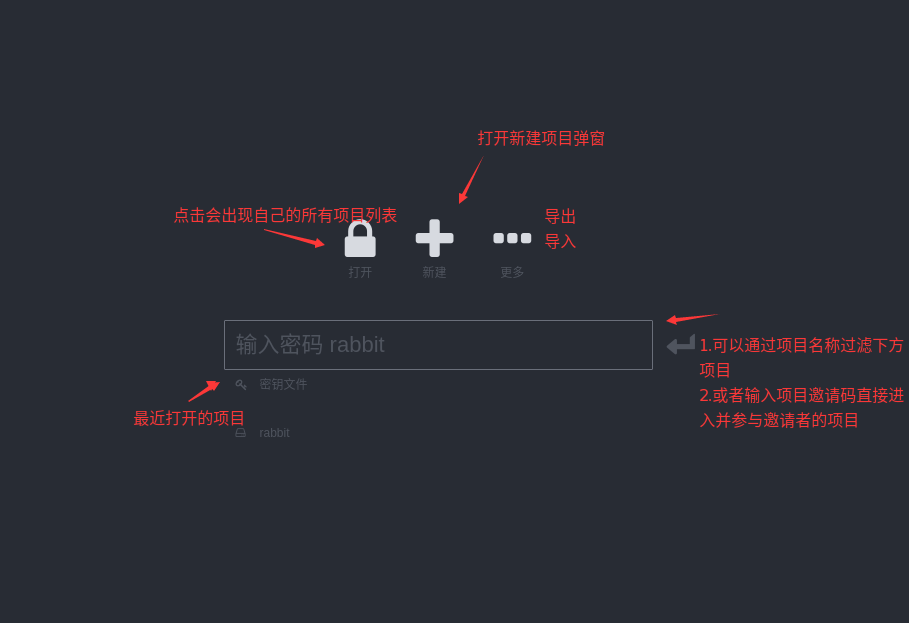 打开新建项目弹窗
点击会出现自己的所有项目列表
导出
导入
打开
新建
更多
输入密码 rabbit
1.可以通过项目名称过滤下方
项目
2.或者输入项目邀请码直接进
入并参与邀请者的项目
密钥文件
最近打开的项目
rabbit